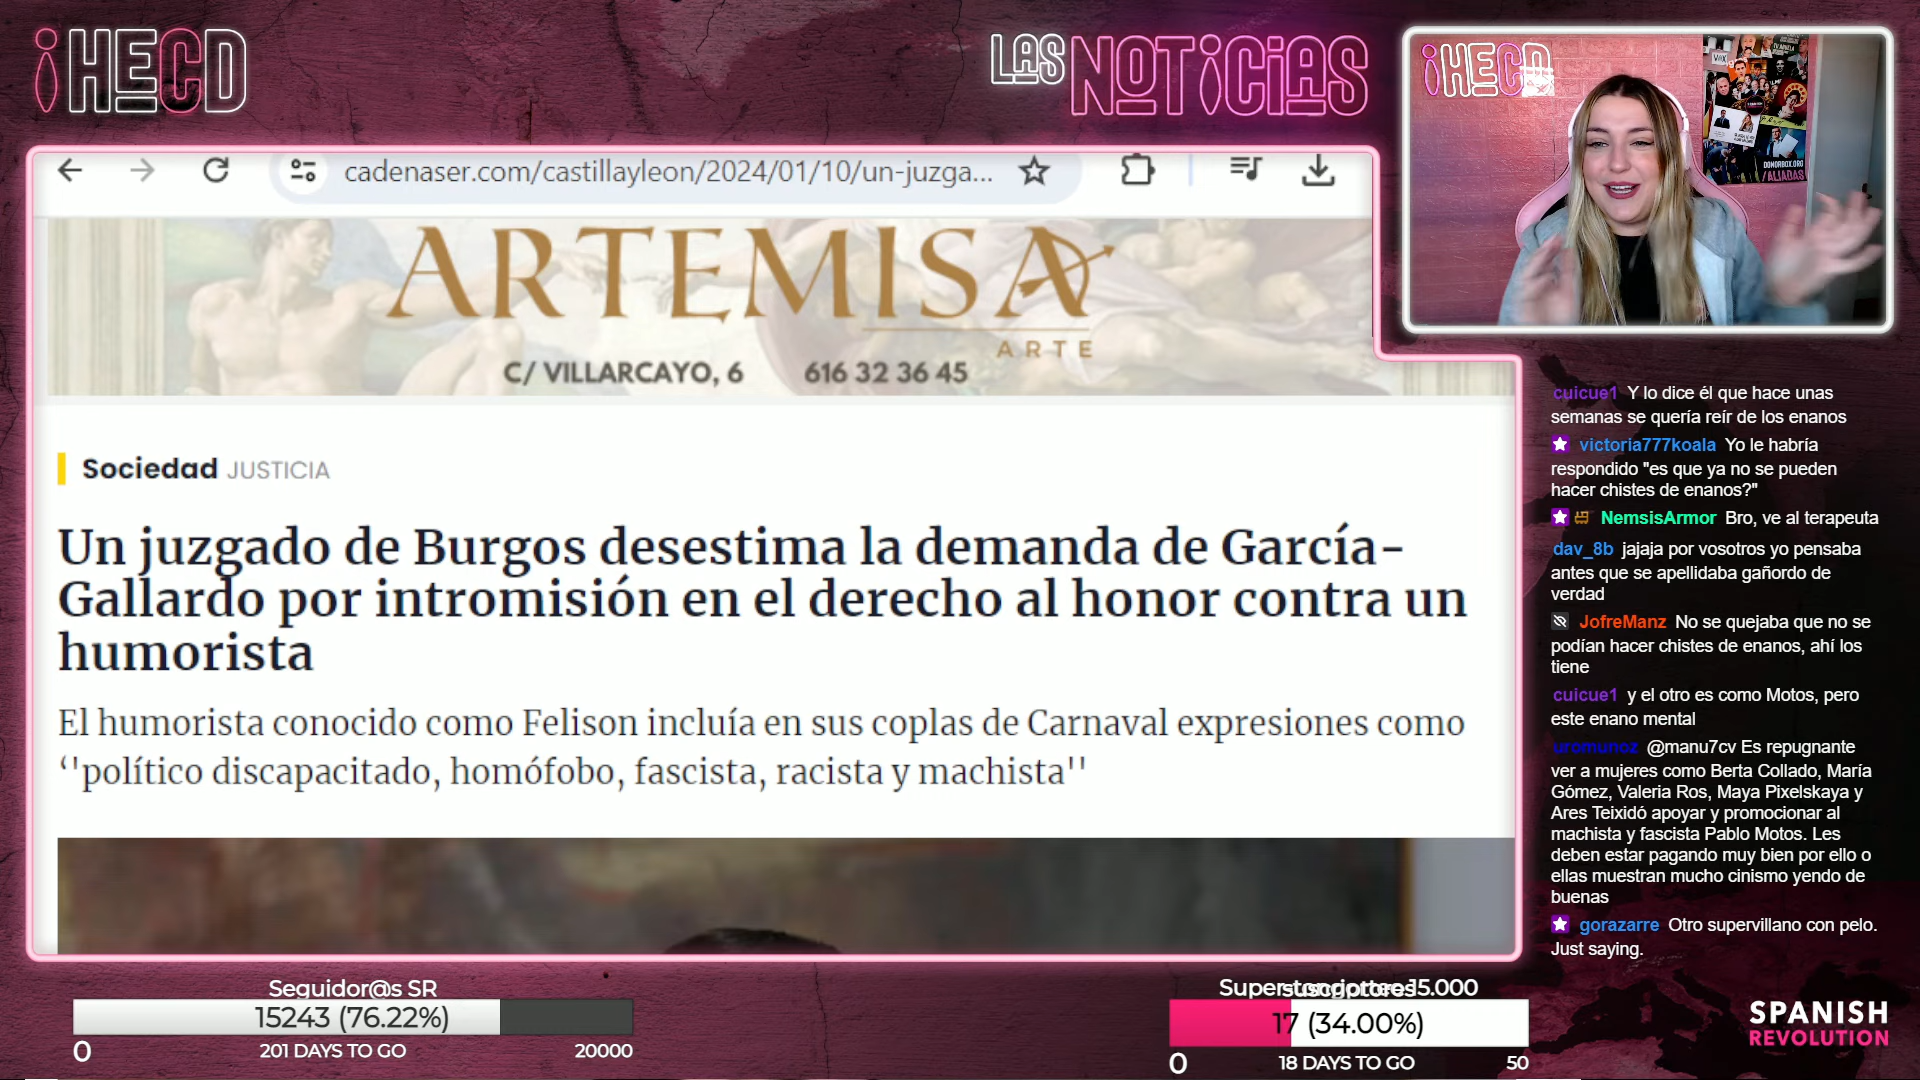 ¡HECD
LAS NOTICIAS
cadenaser.com/castillayleon/2024/01/10/un-juzga...
ARTEMISA
ARTE
C/ VILLARCAYO, 6 616 32 36 45
Sociedad JUSTICIA
Un juzgado de Burgos desestima la demanda de García-
Gallardo por intromisión en el derecho al honor contra un
humorista
El humorista conocido como Felison incluía en sus coplas de Carnaval expresiones como
‘'político discapacitado, homófobo, fascista, racista y machista''
¡HECD
DONORBOX.ORG
/ALIADAS
cuicue1 Y lo dice él que hace unas
semanas se quería reír de los enanos
victoria777koala Yo le habría
respondido "es que ya no se pueden
hacer chistes de enanos?"
NemsisArmor Bro, ve al terapeuta
dav_8b jajaja por vosotros yo pensaba
antes que se apellidaba gañordo de
verdad
JofreManz No se quejaba que no se
podían hacer chistes de enanos, ahí los
tiene
cuicue1 y el otro es como Motos, pero
este enano mental
uromunoz @manu7cv Es repugnante
ver a mujeres como Berta Collado, María
Gómez, Valeria Ros, Maya Pixelskaya y
Ares Teixidó apoyar y promocionar al
machista y fascista Pablo Motos. Les
deben estar pagando muy bien por ello o
ellas muestran mucho cinismo yendo de
buenas
gorazarre Otro supervillano con pelo.
Just saying.
Seguidor@s SR
15243 (76.22%)
0 201 DAYS TO GO 20000
15.000
17 (34.00%)
0 18 DAYS TO GO 50
SPANISH
REVOLUTION